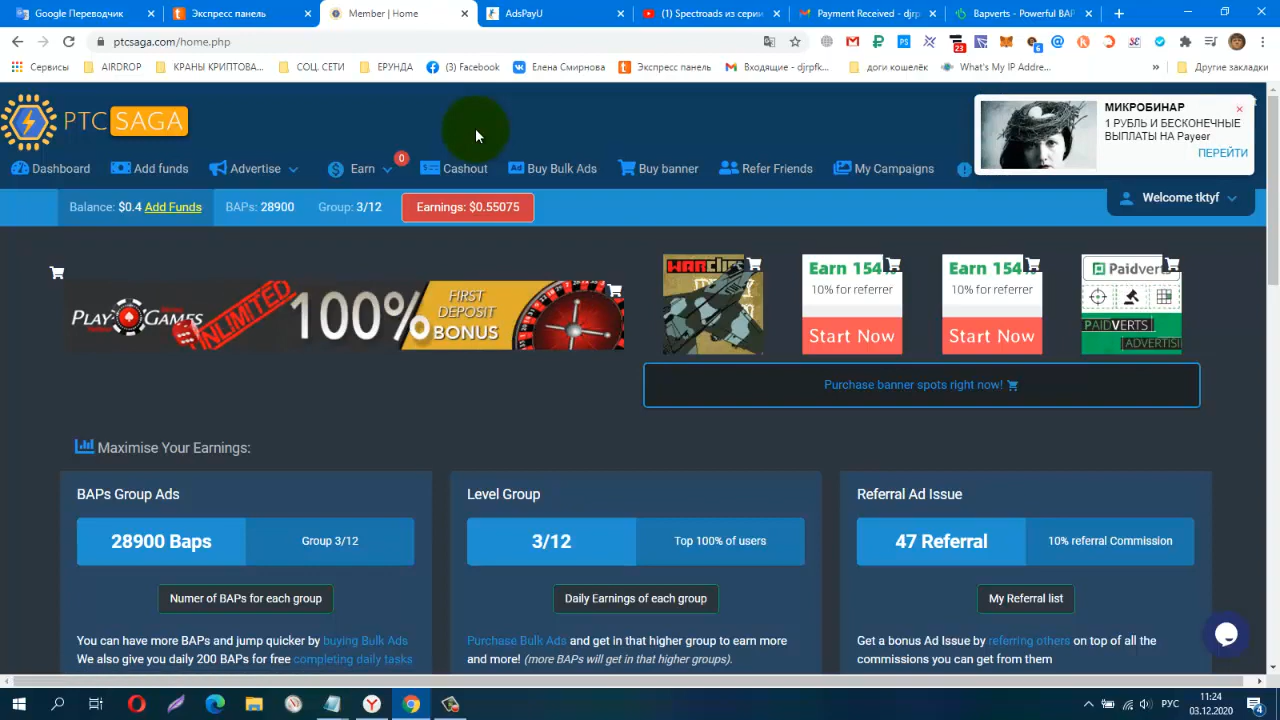 Google Переводчик
Экспресс панель
Member | Home
AdsPayU
(1) Spectroads из серии
Payment Received - djrp
Bapverts - Powerful BAP
ptcsaga.com/home.php
23
6
Сервисы
AIRDROP
КРАНЫ КРИПТОВА...
СОЦ. СЕТИ
ЕРУНДА
(3) Facebook
Елена Смирнова
Экспресс панель
Входящие - djrpfk...
доги кошелёк
What's My IP Addre...
»
Другие закладки
PTC SAGA
МИКРОБИНАР
1 РУБЛЬ И БЕСКОНЕЧНЫЕ
ВЫПЛАТЫ НА Payeer
ПЕРЕЙТИ
Dashboard
Add funds
Advertise
Earn
0
Cashout
Buy Bulk Ads
Buy banner
Refer Friends
My Campaigns
Balance: $0.4 Add Funds
BAPs: 28900
Group: 3/12
Earnings: $0.55075
Welcome tktyf
PLAY GAMES
UNLIMITED
100%
FIRST
DEPOSIT
BONUS
Earn 154%
10% for referrer
Start Now
Earn 154%
10% for referrer
Start Now
Paidverts
PAIDVERTS
[ADVERTISI
Purchase banner spots right now!
Maximise Your Earnings:
BAPs Group Ads
28900 Baps
Group 3/12
Numer of BAPs for each group
You can have more BAPs and jump quicker by buying Bulk Ads
We also give you daily 200 BAPs for free completing daily tasks
Level Group
3/12
Top 100% of users
Daily Earnings of each group
Purchase Bulk Ads and get in that higher group to earn more
and more! (more BAPs will get in that higher groups).
Referral Ad Issue
47 Referral
10% referral Commission
My Referral list
Get a bonus Ad Issue by referring others on top of all the
commissions you can get from them
РУС
11:24
03.12.2020
4